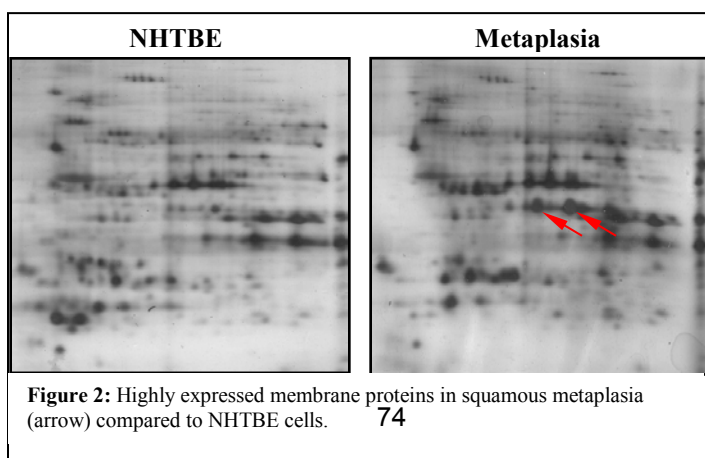 NHTBE Metaplasia
Figure 2: Highly expressed membrane proteins in squamous metaplasia
(arrow) compared to NHTBE cells. 74